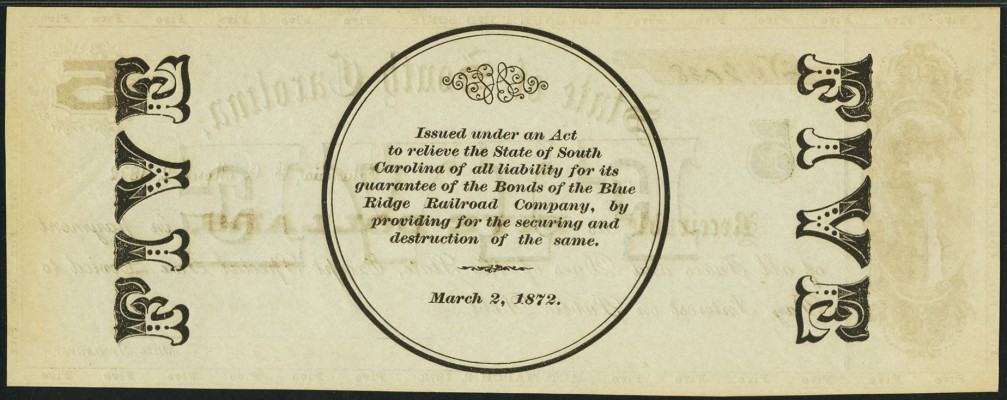 FIVE
Issued under an Act
to relieve the State of South
Carolina of all liability for its
guarantee of the Bonds of the Blue
Ridge Railroad Company, by
providing for the securing and
destruction of the same.
March 2, 1872.
FIVE